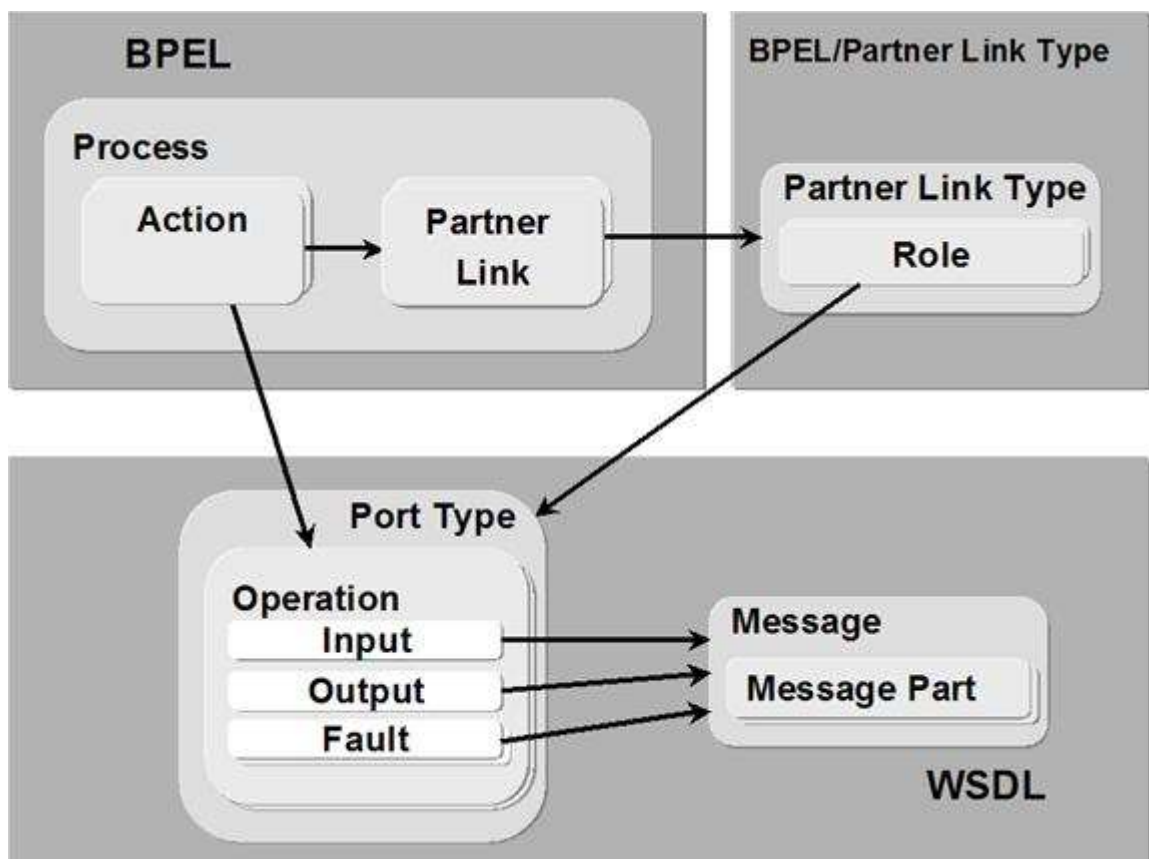 BPEL
Process
Action
Partner
Link
BPEL/Partner Link Type
Partner Link Type
Role
Port Type
Operation
Input
Output
Fault
Message
Message Part
WSDL